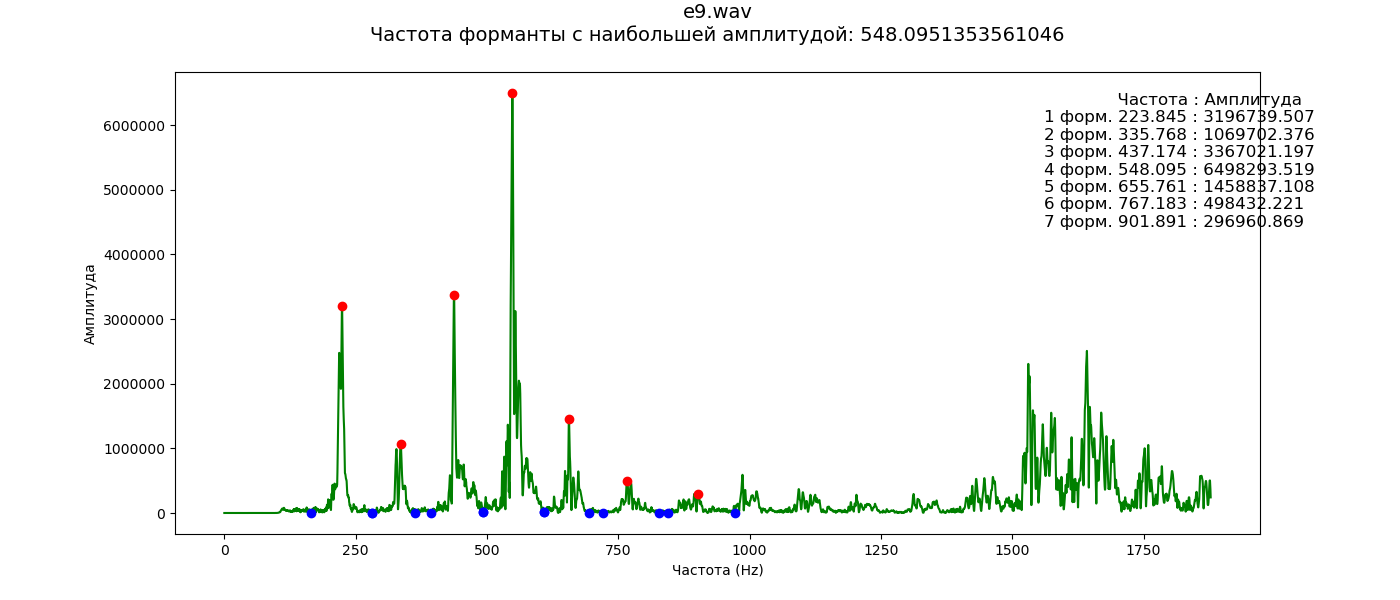 e9.wav
Частота форманты с наибольшей амплитудой: 548.0951353561046
Частота : Амплитуда
1 форм. 223.845 : 3196739.507
2 форм. 335.768 : 1069702.376
3 форм. 437.174 : 3367021.197
4 форм. 548.095 : 6498293.519
5 форм. 655.761 : 1458837.108
6 форм. 767.183 : 498432.221
7 форм. 901.891 : 296960.869
Амплитуда
6000000
5000000
4000000
3000000
2000000
1000000
0
0 250 500 750 1000 1250 1500 1750
Частота (Hz)